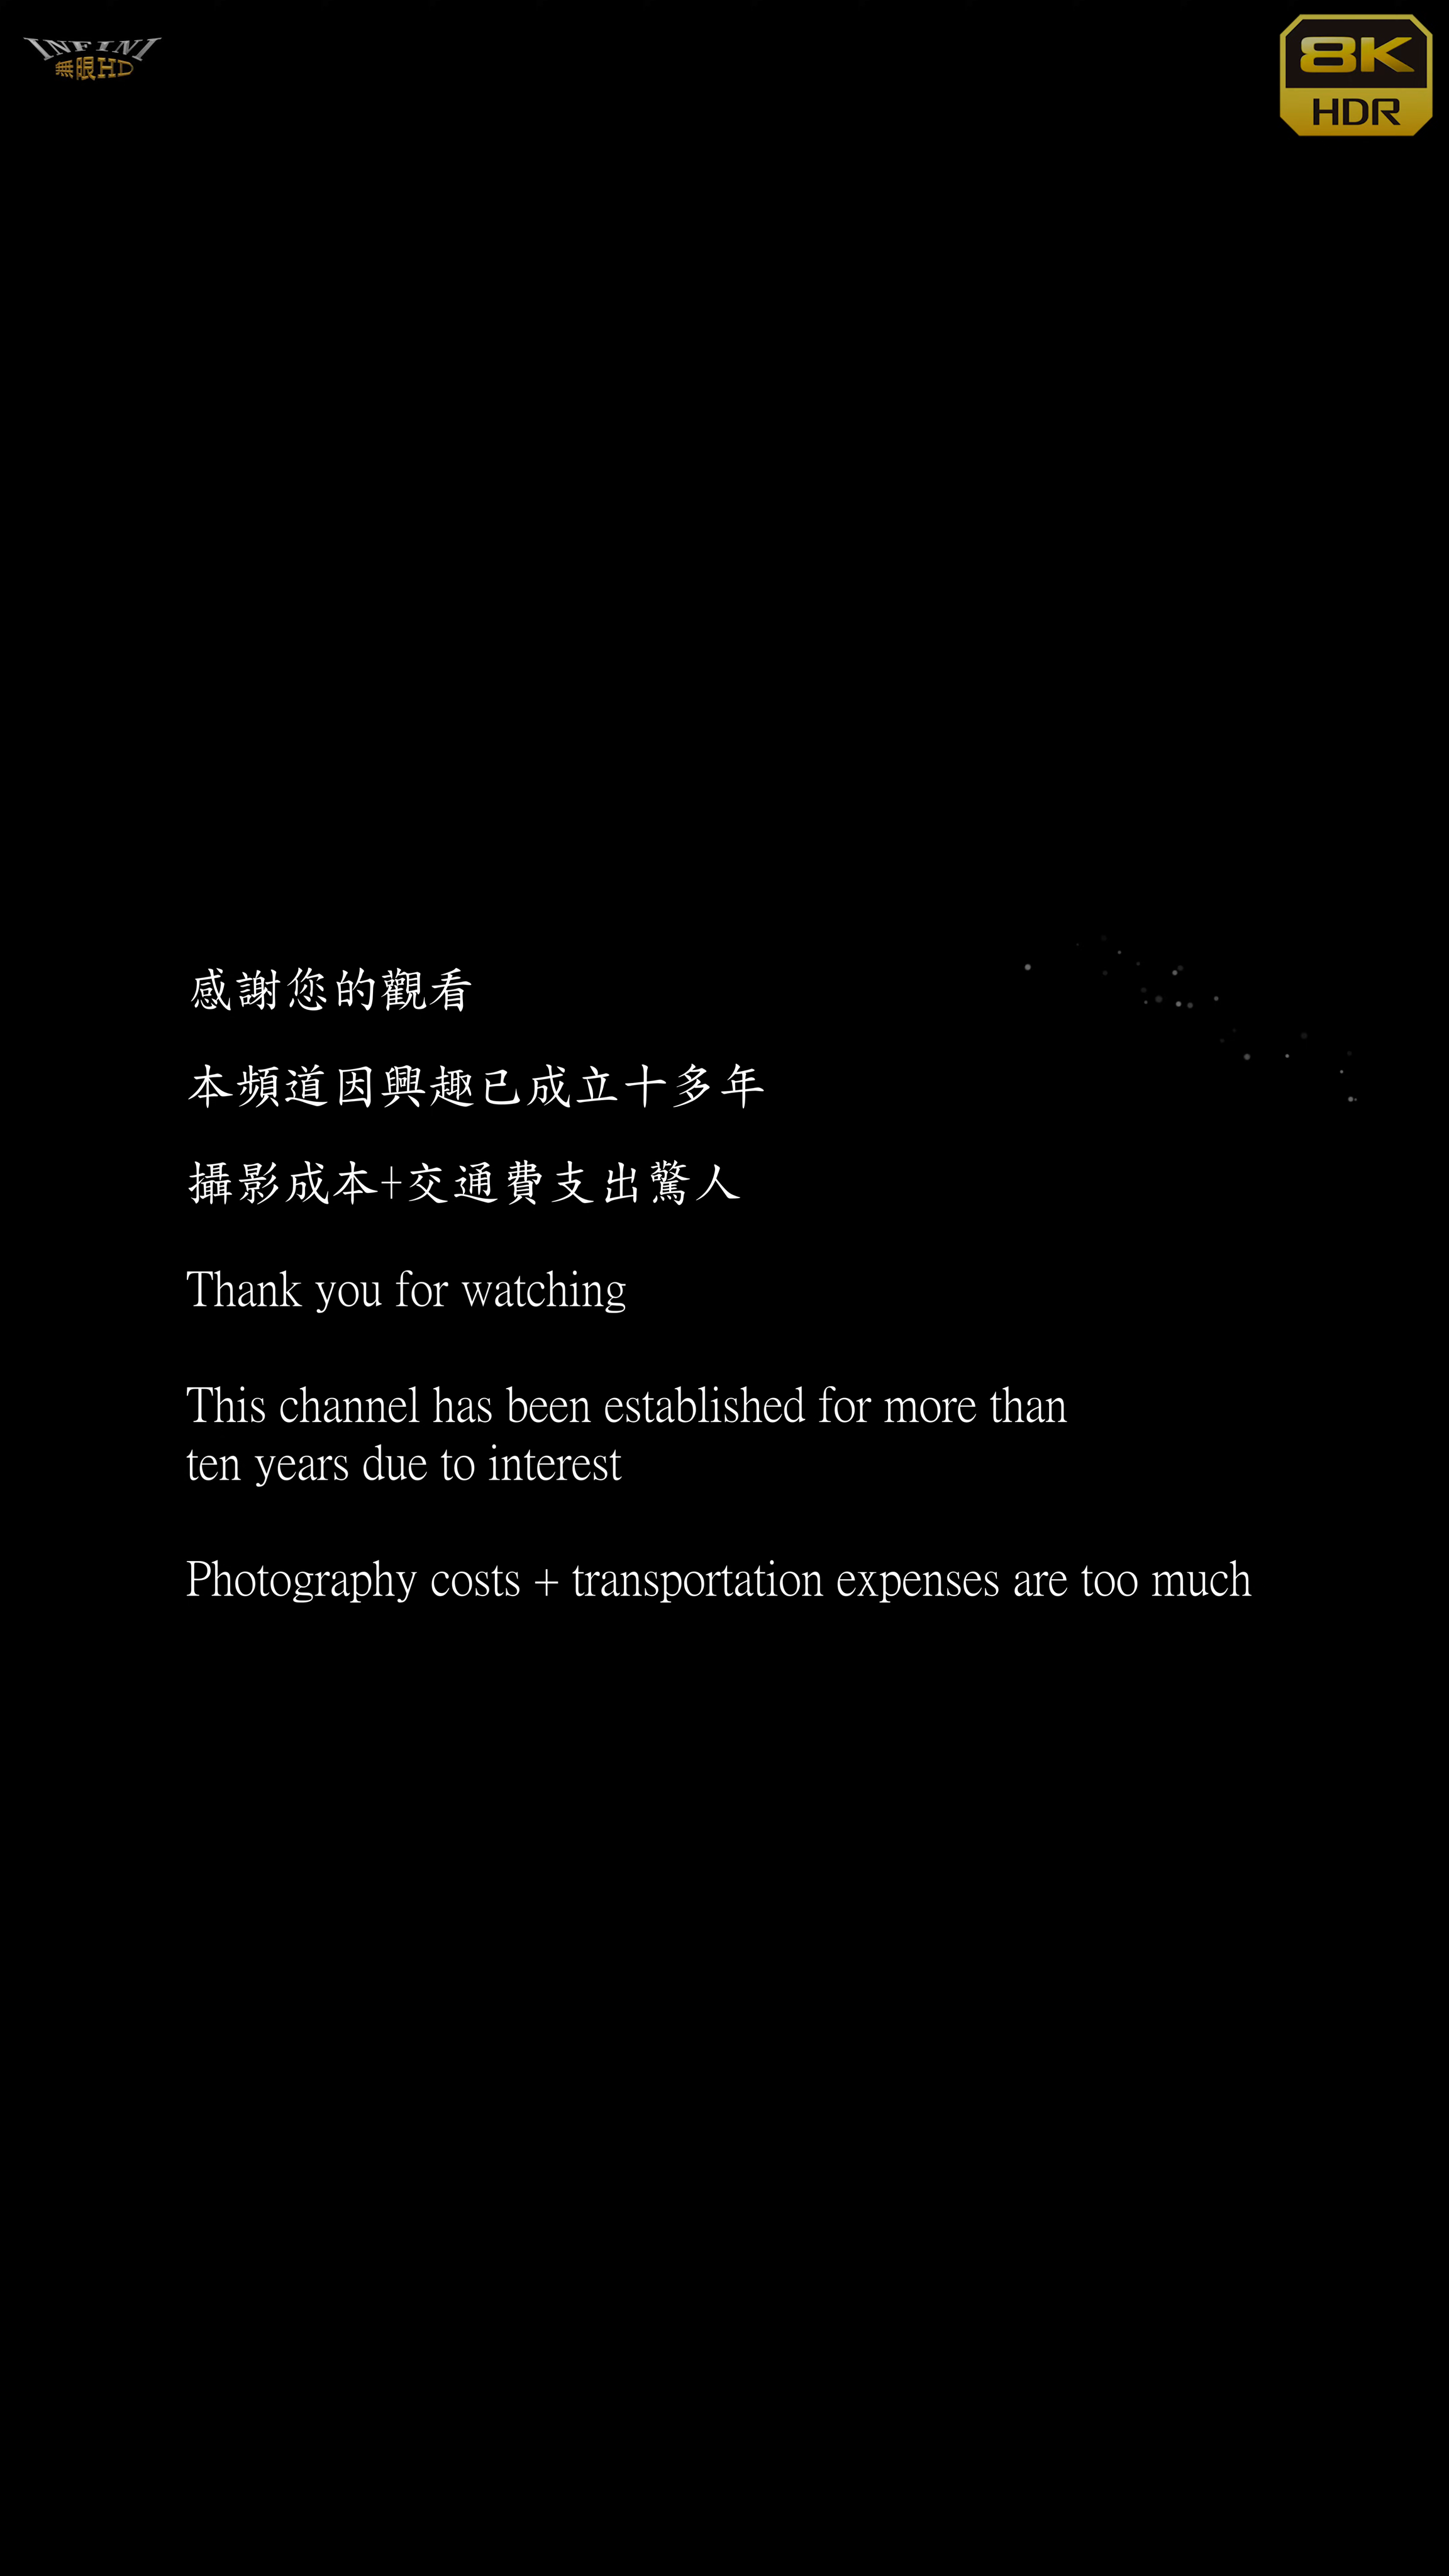 INFINI
無限HD
8K
HDR
感謝您的觀看
本頻道因興趣已成立十多年
攝影成本+交通費支出驚人
Thank you for watching
This channel has been established for more than
ten years due to interest
Photography costs + transportation expenses are too much